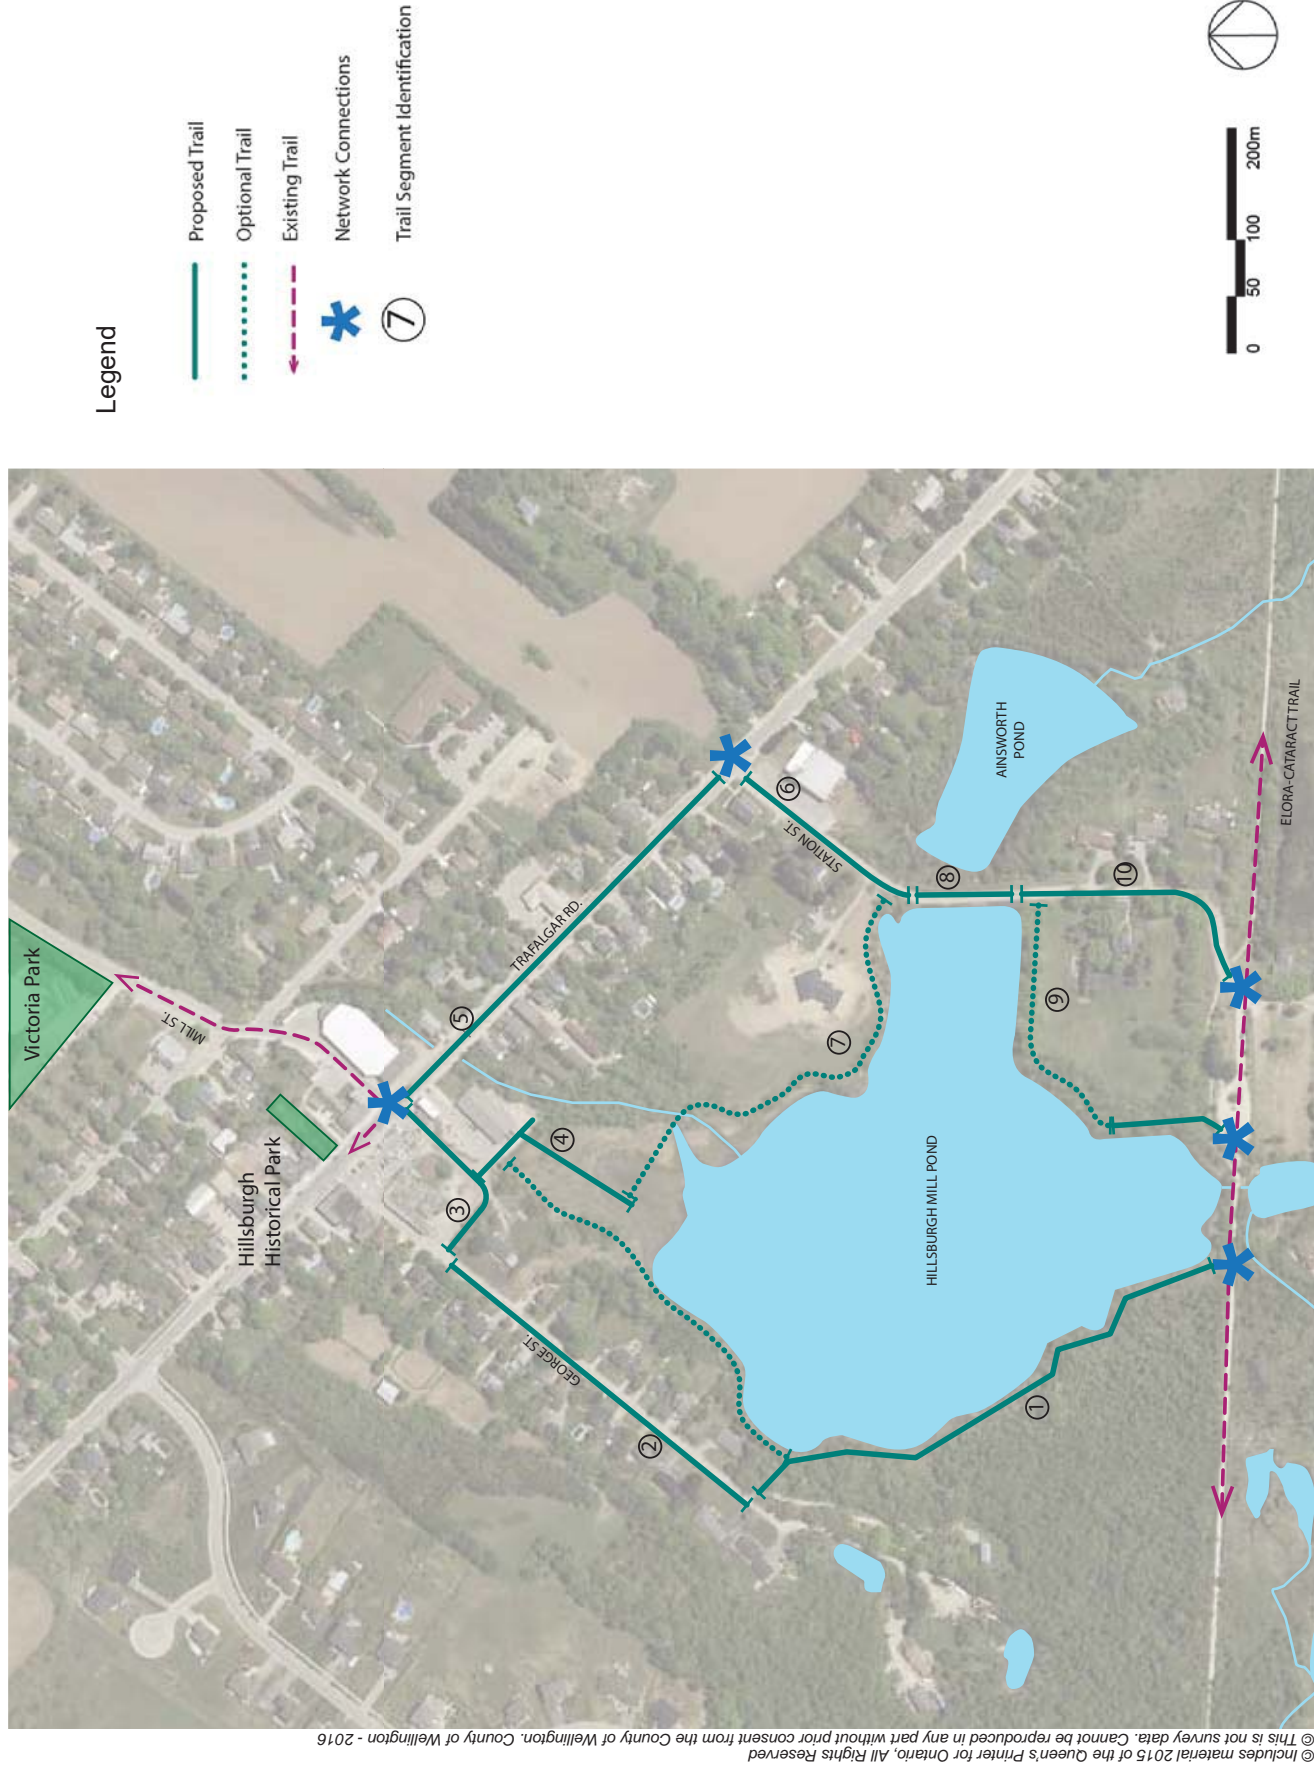 Legend
Proposed Trail
Optional Trail
Existing Trail
Network Connections
7
Trail Segment Identification
0
50
100
200m
Victoria Park
MILL ST.
Hillsburgh
Historical Park
TRAFALGAR RD.
5
3
4
GEORGE ST.
2
STATION ST.
6
7
8
9
10
1
AINSWORTH
POND
HILLSBURGH MILL POND
ELORA-CATARACT TRAIL
© Includes material 2015 of the Queen's Printer for Ontario, All Rights Reserved
© This is not survey data. Cannot be reproduced in any part without prior consent from the County of Wellington. County of Wellington - 2016